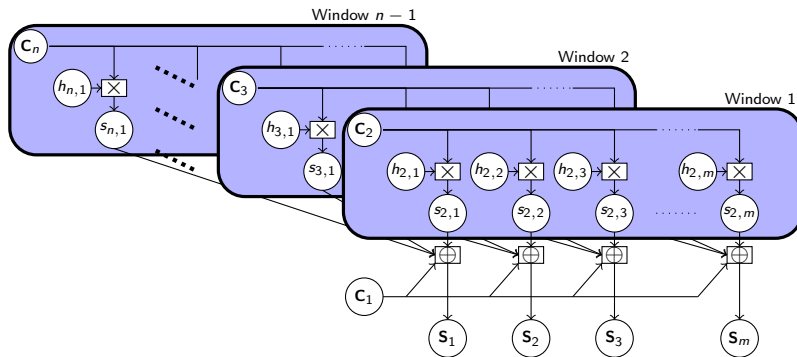 Window n − 1
C_n
h_{n,1} ×
s_{n,1}
Window 2
C_3
h_{3,1} ×
s_{3,1}
Window 1
C_2
h_{2,1} × h_{2,2} × h_{2,3} × h_{2,m} ×
s_{2,1} s_{2,2} s_{2,3} s_{2,m}
⊕ ⊕ ⊕ ⊕
C_1
S_1 S_2 S_3 S_m